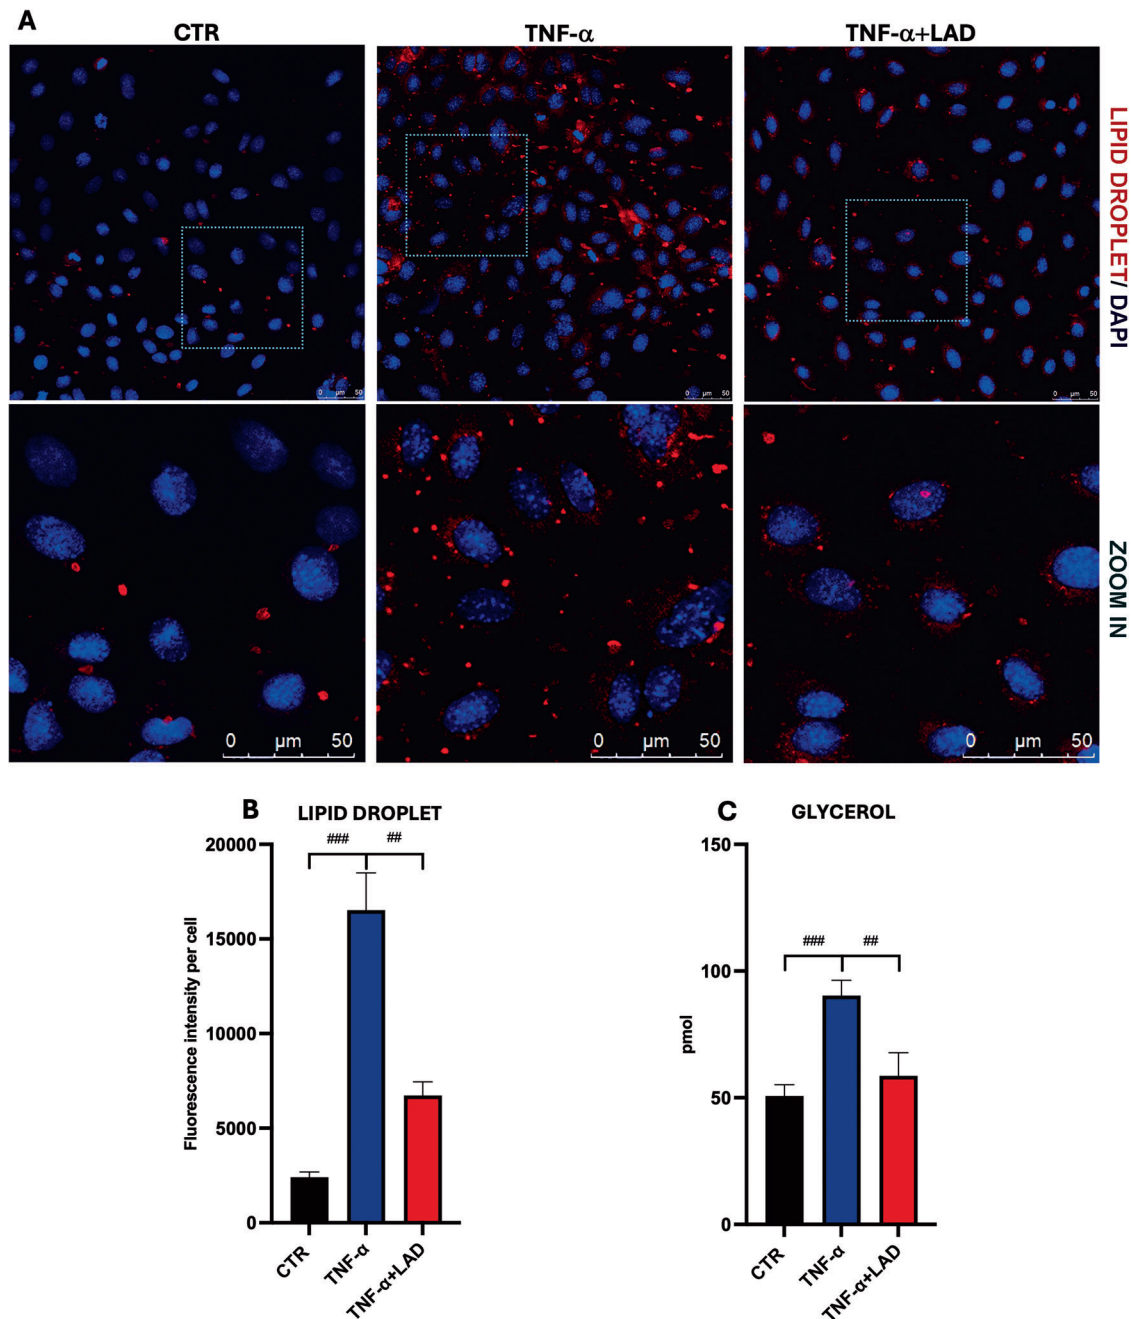 A
CTR
TNF-α
TNF-α+LAD
LIPID DROPLET/ DAPI
0 µm 50
0 µm 50
0 µm 50
ZOOM IN
0 µm 50
0 µm 50
0 µm 50
B
LIPID DROPLET
###
##
20000
15000
10000
5000
0
Fluorescence intensity per cell
CTR
TNF-α
TNF-α+LAD
C
GLYCEROL
###
##
150
100
50
0
pmol
CTR
TNF-α
TNF-α+LAD